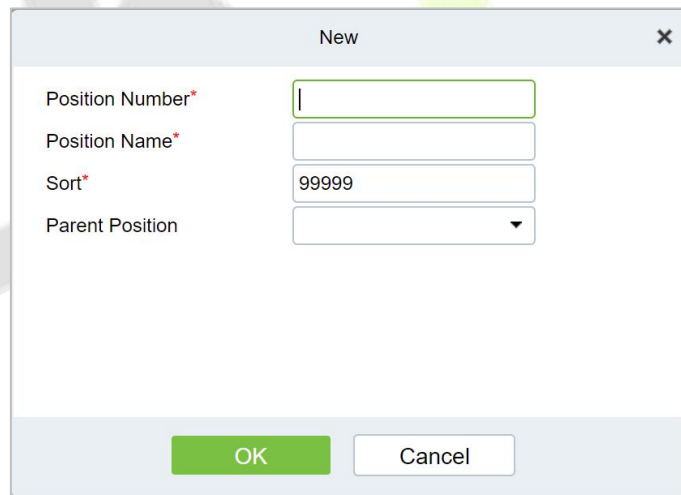 New
Position Number*
Position Name*
Sort* 99999
Parent Position
OK Cancel